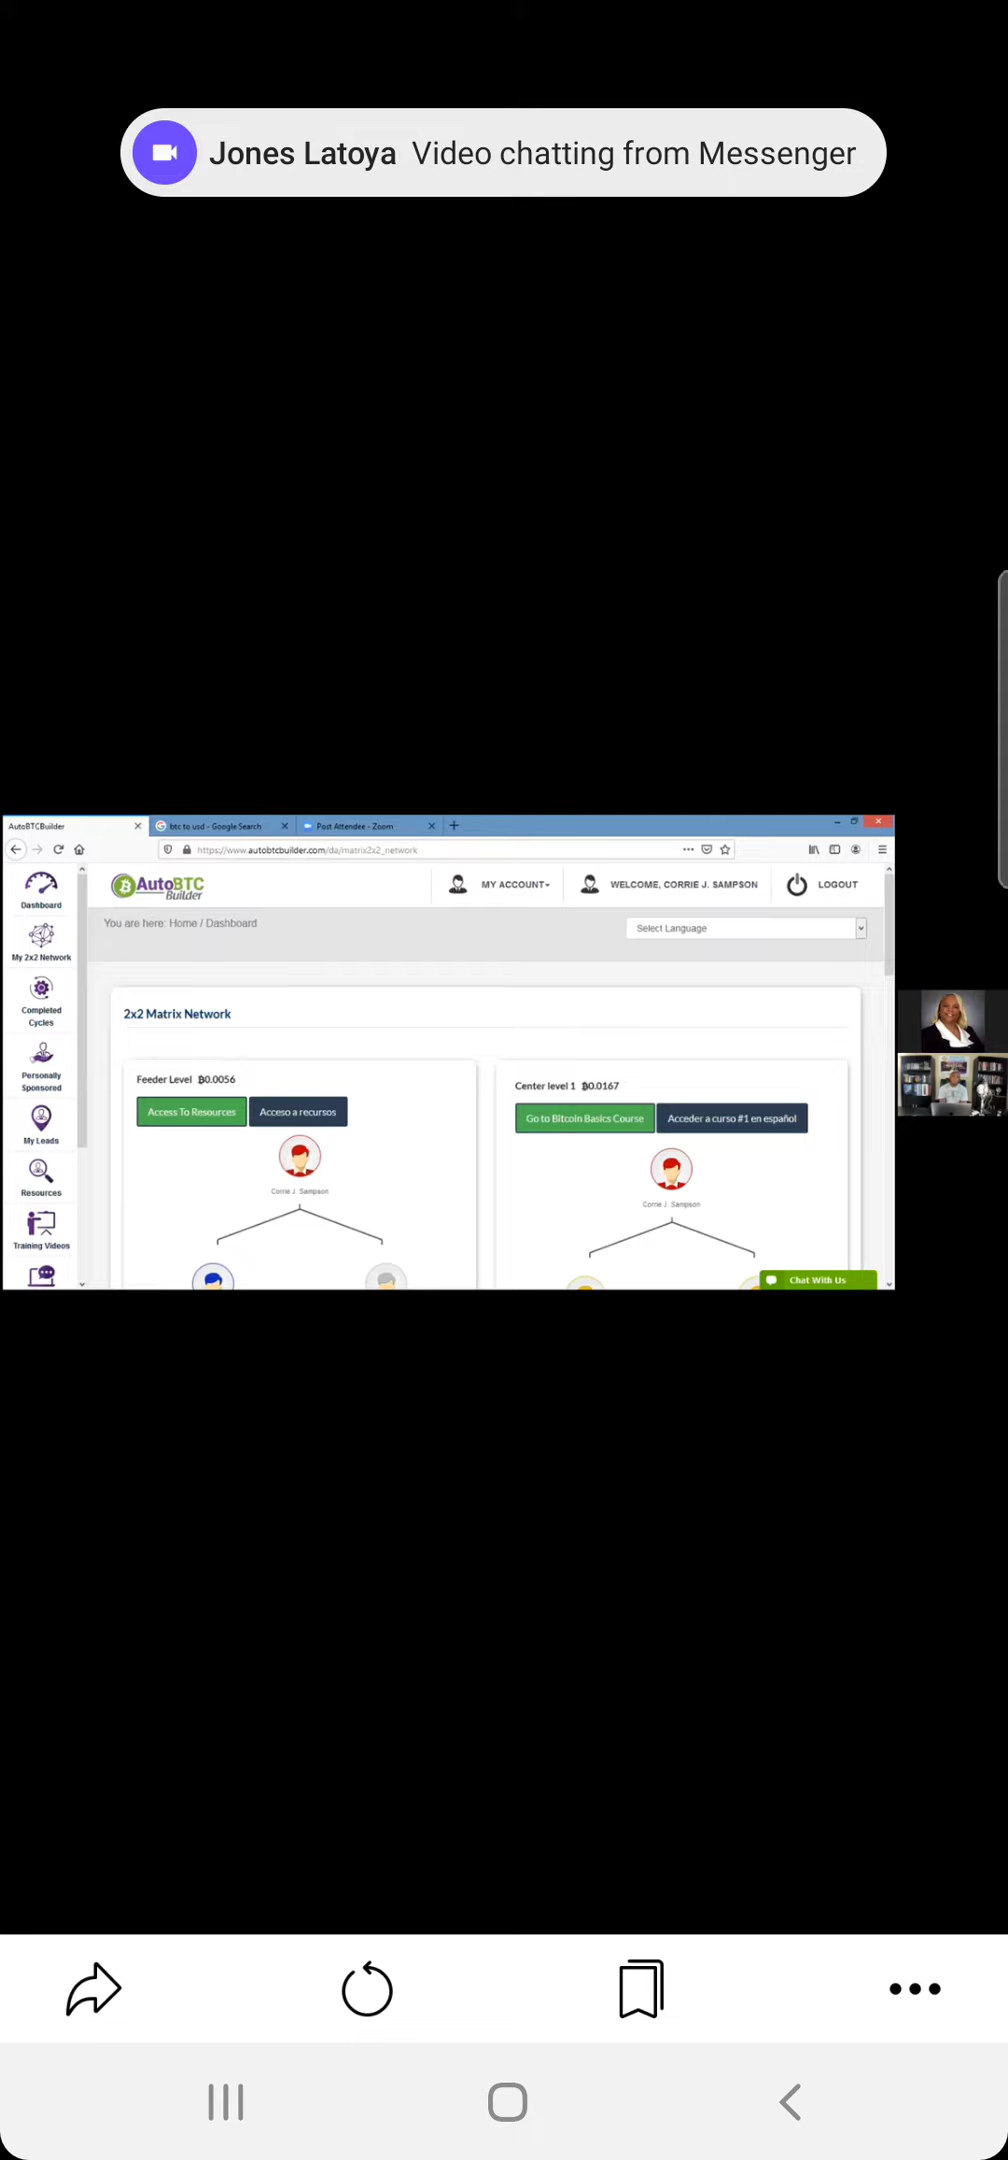 Jones Latoya Video chatting from Messenger
AutoBTCBuilder
btc to usd - Google Search
Post Attendee - Zoom
https://www.autobtcbuilder.com/da/matrix2x2_network
AutoBTC
Builder
MY ACCOUNT
WELCOME, CORRIE J. SAMPSON
LOGOUT
You are here: Home / Dashboard
Select Language
Dashboard
My 2x2 Network
Completed
Cycles
Personally
Sponsored
My Leads
Resources
Training Videos
2x2 Matrix Network
Feeder Level ₿0.0056
Access To Resources
Acceso a recursos
Corrie J. Sampson
Center level 1 ₿0.0167
Go to Bitcoin Basics Course
Acceder a curso #1 en español
Corrie J. Sampson
Chat With Us